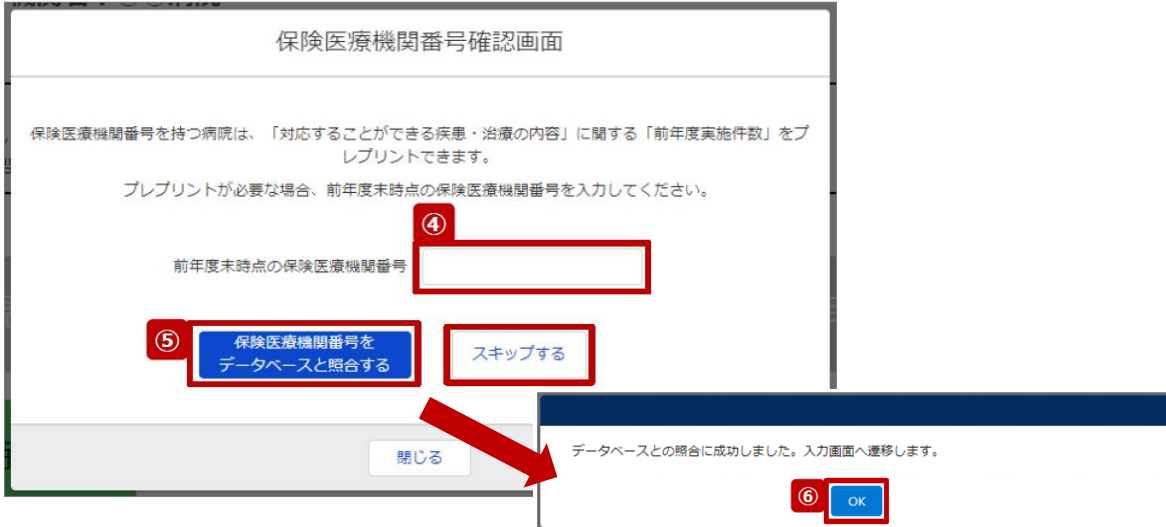 保険医療機関番号確認画面
保険医療機関番号を持つ病院は、「対応することができる疾患・治療の内容」に関する「前年度実施件数」をプ
レプリントできます。
プレプリントが必要な場合、前年度末時点の保険医療機関番号を入力してください。
④
前年度末時点の保険医療機関番号
⑤
保険医療機関番号を
データベースと照合する
スキップする
閉じる
データベースとの照合に成功しました。入力画面へ遷移します。
⑥
OK